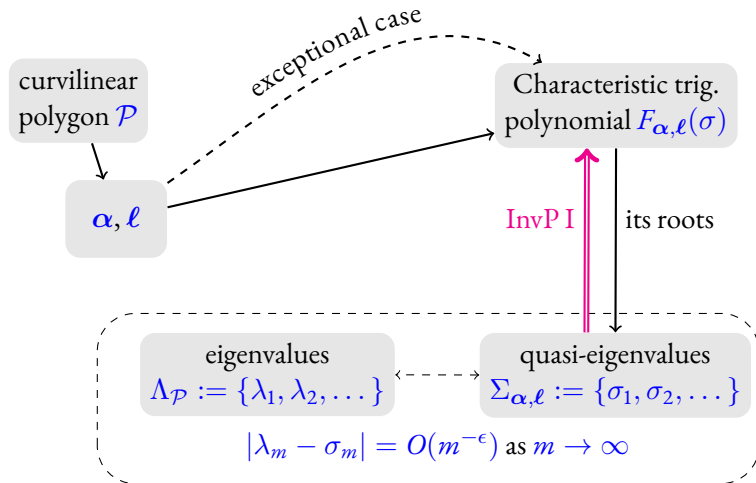 exceptional case
curvilinear
polygon 𝒫
Characteristic trig.
polynomial F_{α,ℓ}(σ)
α, ℓ
InvP I
its roots
eigenvalues
Λ_𝒫 := {λ₁, λ₂, . . . }
quasi-eigenvalues
Σ_{α,ℓ} := {σ₁, σ₂, . . . }
|λ_m − σ_m| = O(m^{−ϵ}) as m → ∞